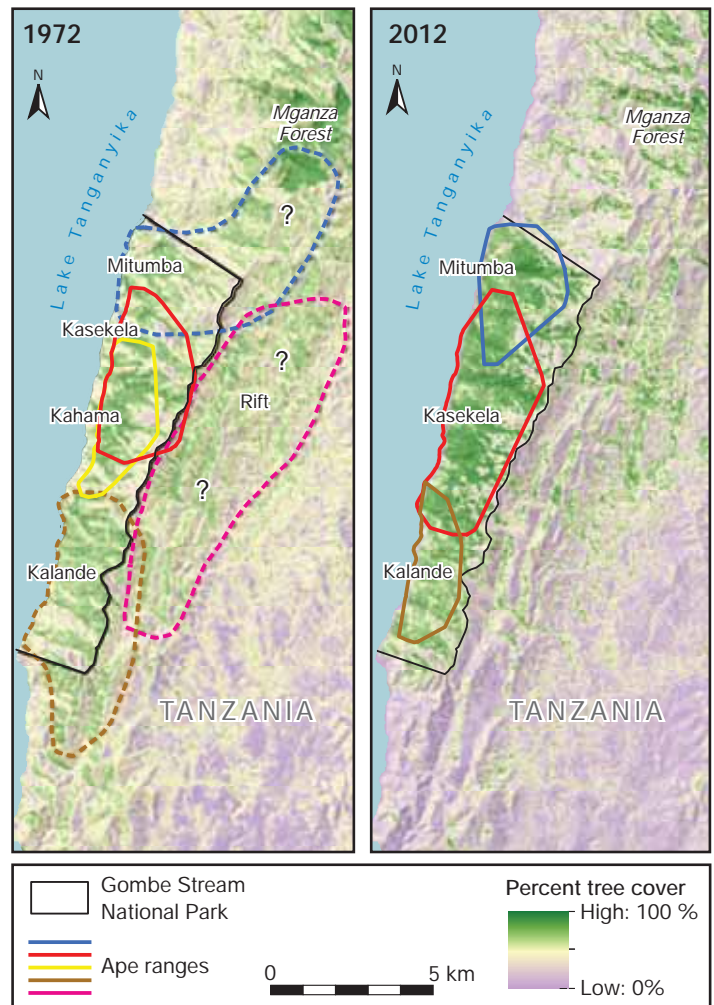 1972
N
Lake Tanganyika
Mganza
Forest
?
Mitumba
Kasekela
?
Rift
Kahama
?
Kalande
TANZANIA
2012
N
Lake Tanganyika
Mganza
Forest
Mitumba
Kasekela
Kalande
TANZANIA
Gombe Stream
National Park
Ape ranges
0 5 km
Percent tree cover
High: 100 %
Low: 0%